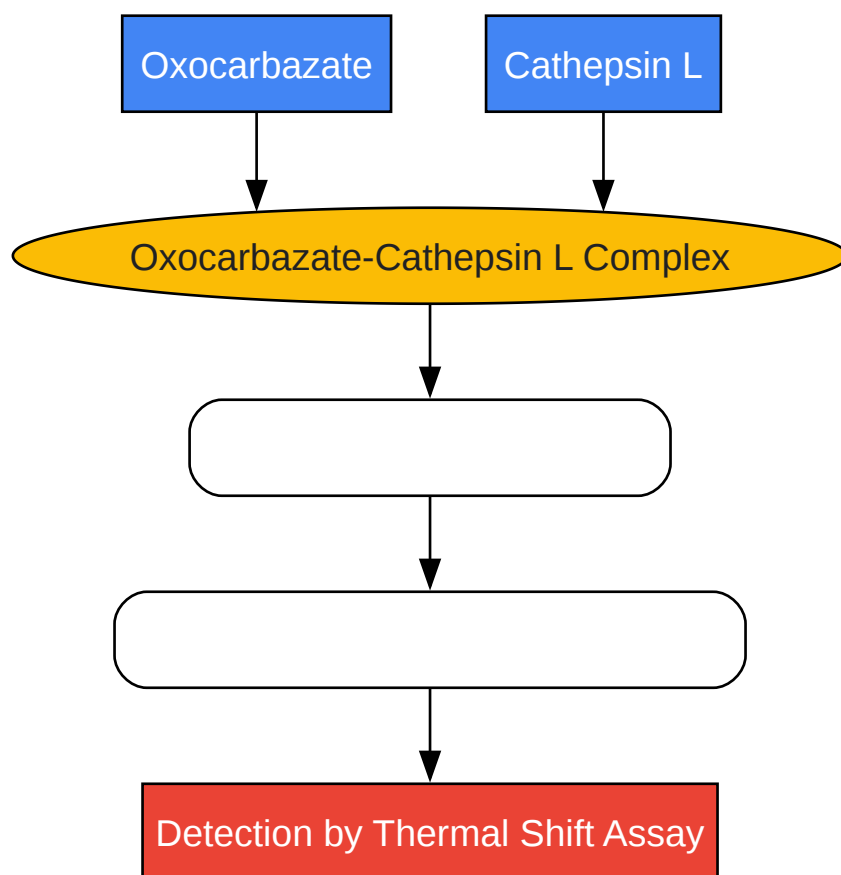 Oxocarbazate
Cathepsin L
Oxocarbazate-Cathepsin L Complex
Detection by Thermal Shift Assay